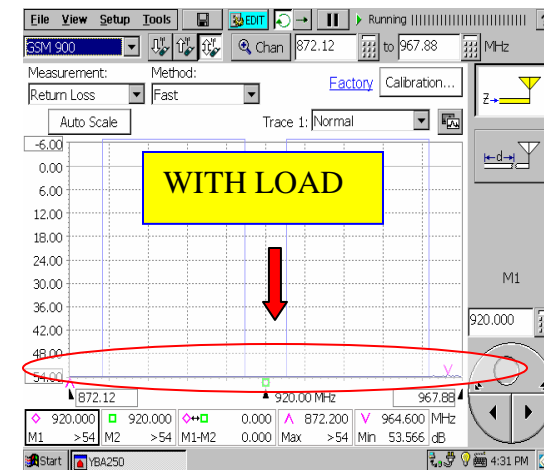 File View Setup Tools EDIT Running
GSM 900 Chan 872.12 to 967.88 MHz
Measurement: Method:
Return Loss Fast Factory Calibration...
Auto Scale Trace 1: Normal
Z
-6.00
0.00
6.00
12.00
18.00
24.00
30.00
36.00
42.00
48.00
54.00
WITH LOAD
d
M1
920.000
872.12 920.00 MHz 967.88
920.000 920.000 0.000 872.200 964.600 MHz
M1 >54 M2 >54 M1-M2 0.000 Max >54 Min 53.566 dB
Start YBA250 4:31 PM